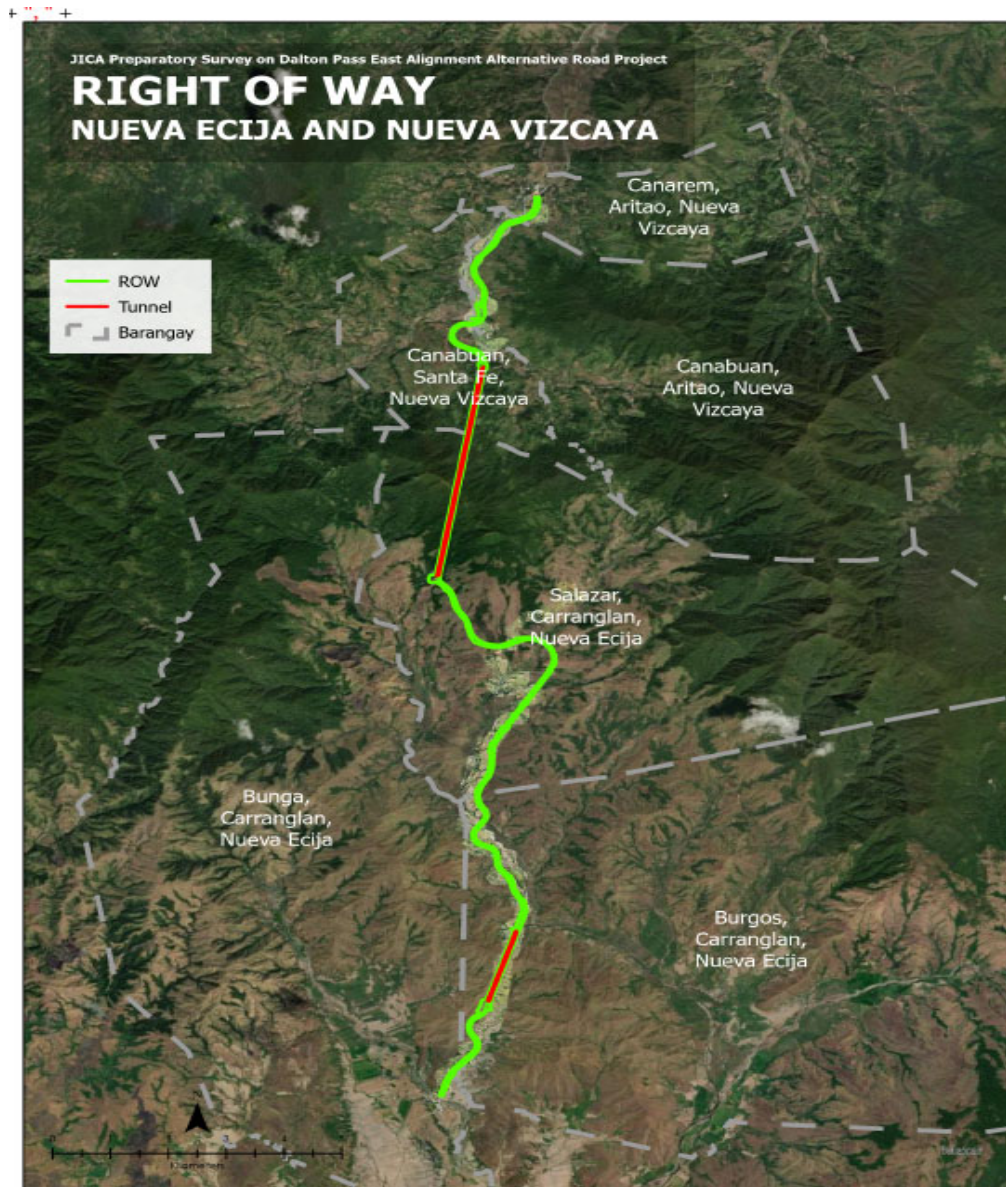 + "," +
JICA Preparatory Survey on Dalton Pass East Alignment Alternative Road Project
RIGHT OF WAY
NUEVA ECIJA AND NUEVA VIZCAYA
Canarem,
Aritao, Nueva
Vizcaya
ROW
Tunnel
Barangay
Canabuan,
Santa Fe,
Nueva Vizcaya
Canabuan,
Aritao, Nueva
Vizcaya
Salazar,
Carranglan,
Nueva Ecija
Bunga,
Carranglan,
Nueva Ecija
Burgos,
Carranglan,
Nueva Ecija
Kilometers